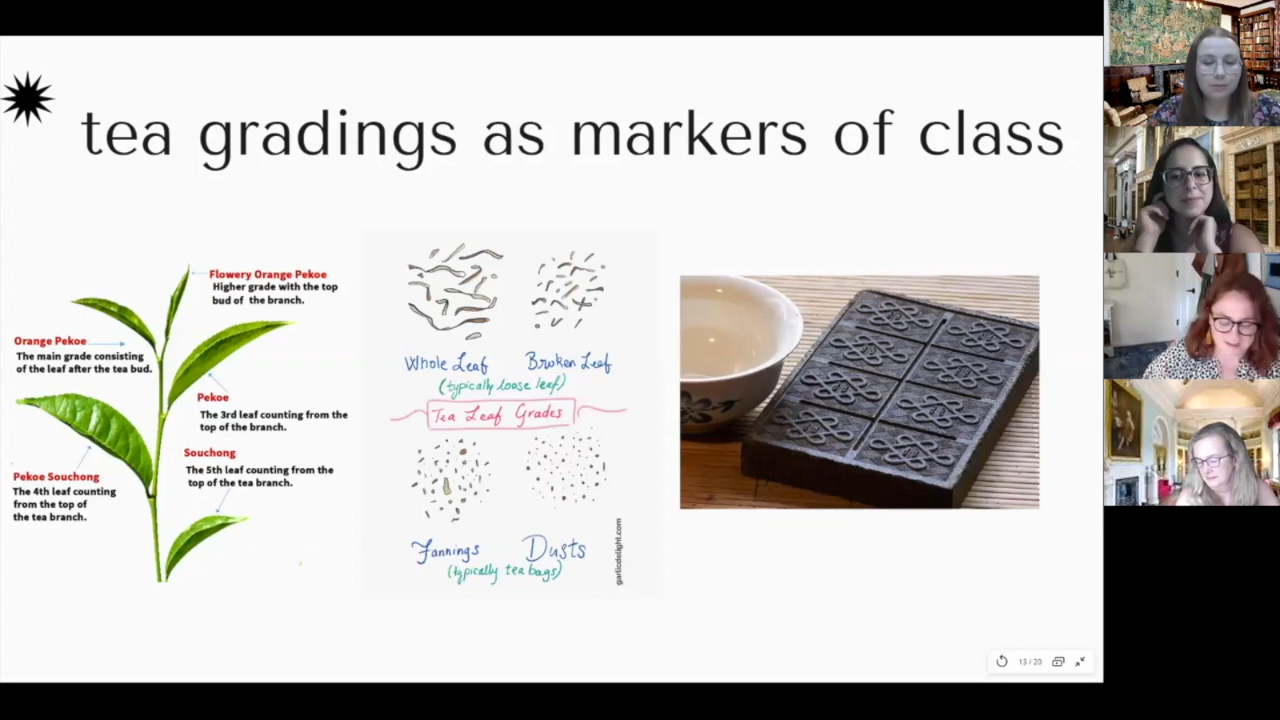 tea gradings as markers of class
Flowery Orange Pekoe
Higher grade with the top
bud of the branch.
Orange Pekoe
The main grade consisting
of the leaf after the tea bud.
Pekoe
The 3rd leaf counting from the
top of the branch.
Souchong
The 5th leaf counting from the
top of the tea branch.
Pekoe Souchong
The 4th leaf counting
from the top of
the tea branch.
Whole Leaf
Broken Leaf
(typically loose leaf)
Tea Leaf Grades
Fannings
Dusts
(typically tea bags)
garlicdelight.com
13 / 20